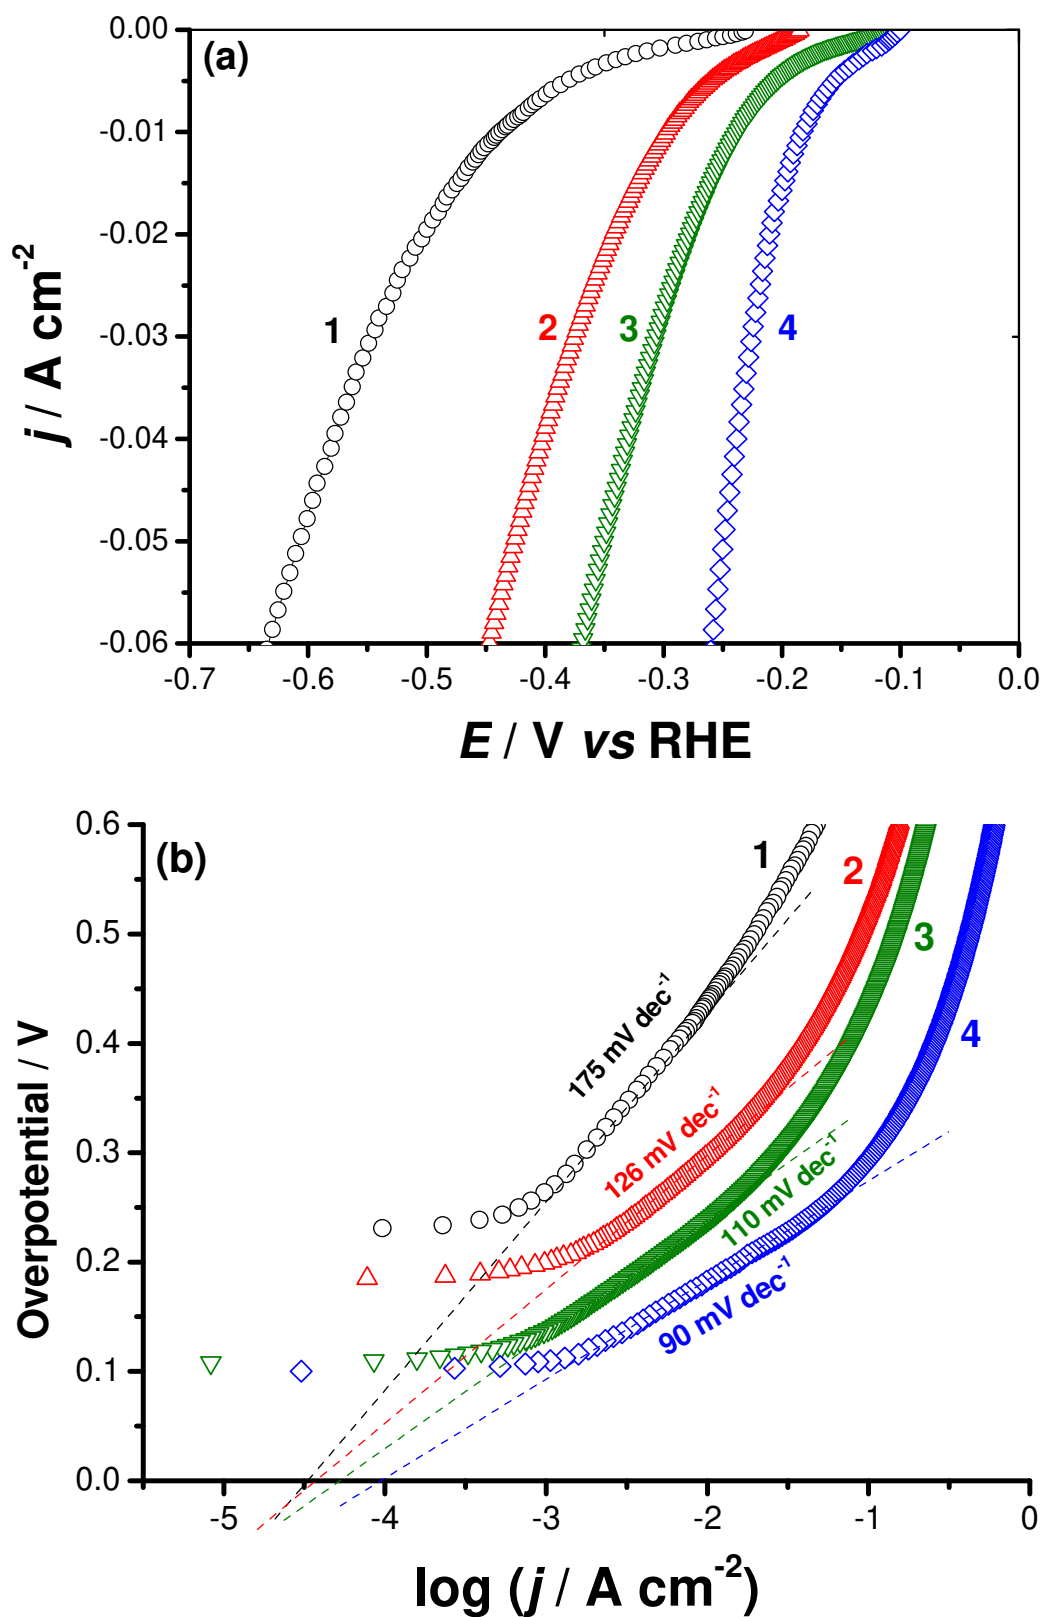 (a)
0.00
-0.01
-0.02
-0.03
-0.04
-0.05
-0.06
j / A cm-2
1
2
3
4
-0.7 -0.6 -0.5 -0.4 -0.3 -0.2 -0.1 0.0
E / V vs RHE
(b)
0.6
0.5
0.4
0.3
0.2
0.1
0.0
Overpotential / V
1
2
3
4
175 mV dec-1
126 mV dec-1
110 mV dec-1
90 mV dec-1
-5 -4 -3 -2 -1 0
log (j / A cm-2)